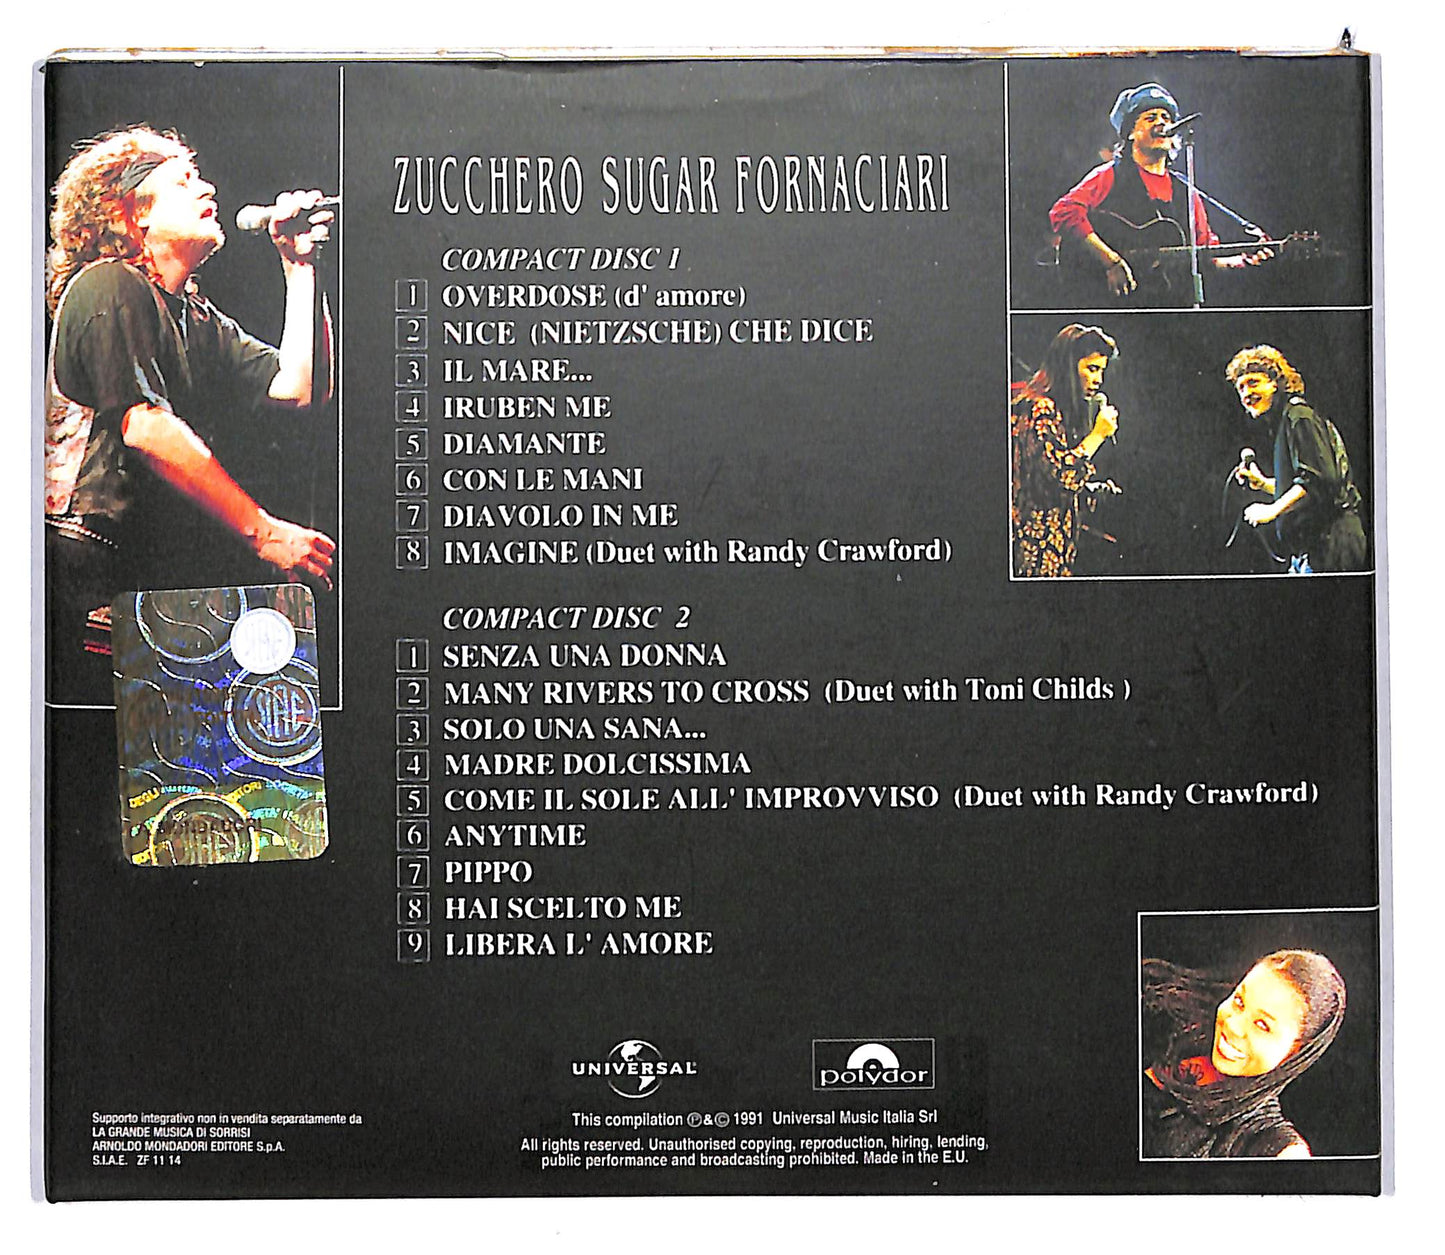 ZUCCHERO SUGAR FORNACIARI
COMPACT DISC 1
1 OVERDOSE (d' amore)
2 NICE (NIETZSCHE) CHE DICE
3 IL MARE...
4 IRUBEN ME
5 DIAMANTE
6 CON LE MANI
7 DIAVOLO IN ME
8 IMAGINE (Duet with Randy Crawford)
COMPACT DISC 2
1 SENZA UNA DONNA
2 MANY RIVERS TO CROSS (Duet with Toni Childs )
3 SOLO UNA SANA...
4 MADRE DOLCISSIMA
5 COME IL SOLE ALL' IMPROVVISO (Duet with Randy Crawford)
6 ANYTIME
7 PIPPO
8 HAI SCELTO ME
9 LIBERA L' AMORE
UNIVERSAL
polydor
Supporto integrativo non in vendita separatamente da
LA GRANDE MUSICA DI SORRISI
ARNOLDO MONDADORI EDITORE S.p.A.
S.I.A.E. ZF 11 14
This compilation ℗&© 1991 Universal Music Italia Srl
All rights reserved. Unauthorised copying, reproduction, hiring, lending,
public performance and broadcasting prohibited. Made in the E.U.